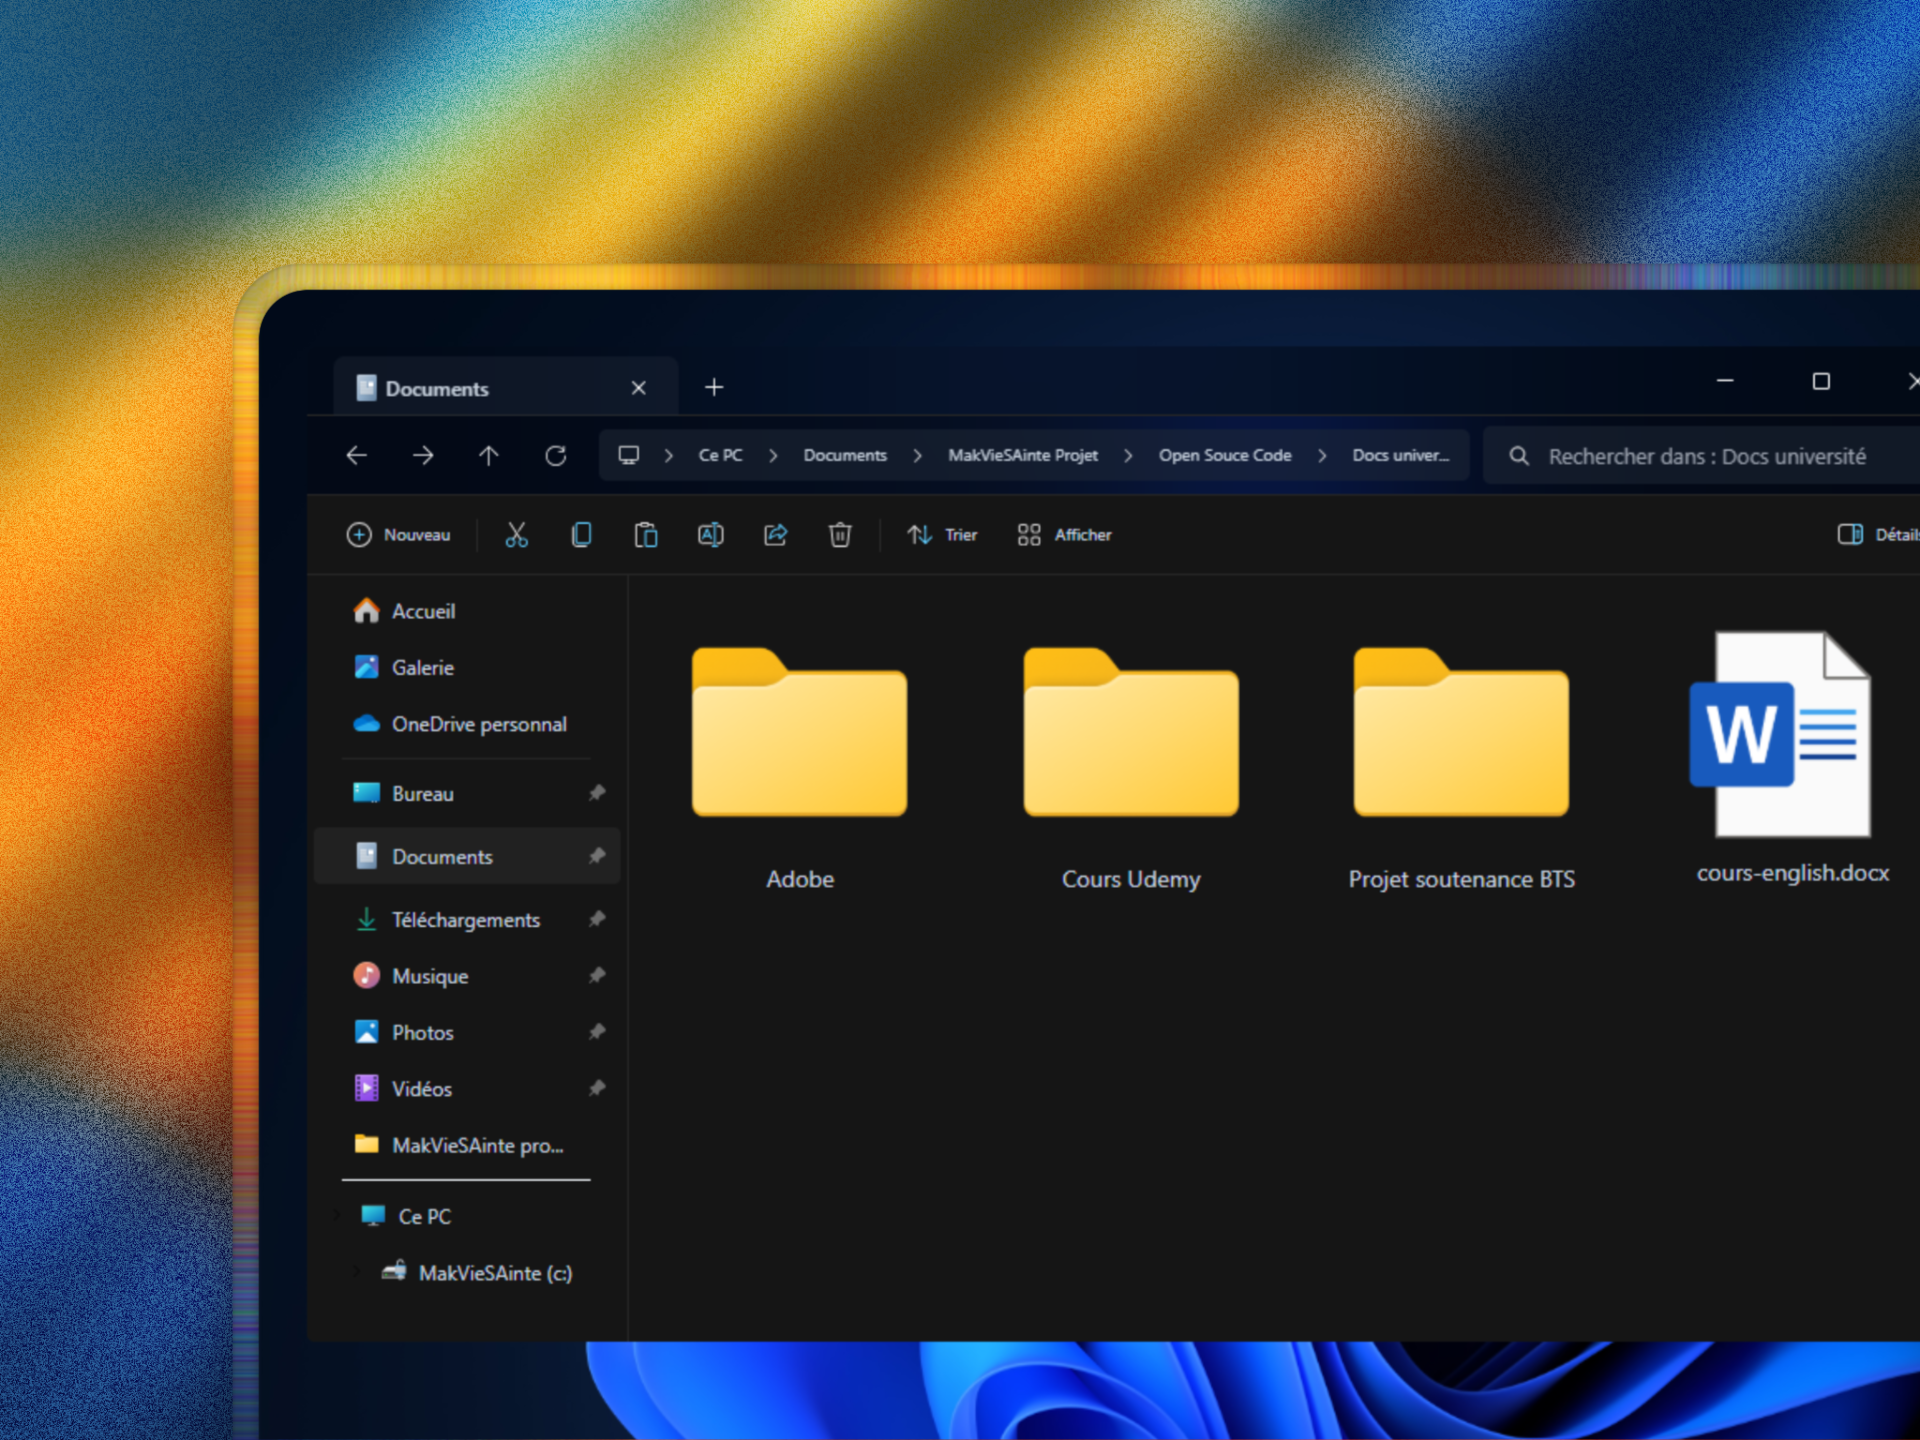 Documents
Ce PC
Documents
MakVieSAinte Projet
Open Souce Code
Docs univer...
Rechercher dans : Docs université
Nouveau
Trier
Afficher
Détails
Accueil
Galerie
OneDrive personnal
Bureau
Documents
Téléchargements
Musique
Photos
Vidéos
MakVieSAinte pro...
Ce PC
MakVieSAinte (c:)
Adobe
Cours Udemy
Projet soutenance BTS
W
cours-english.docx